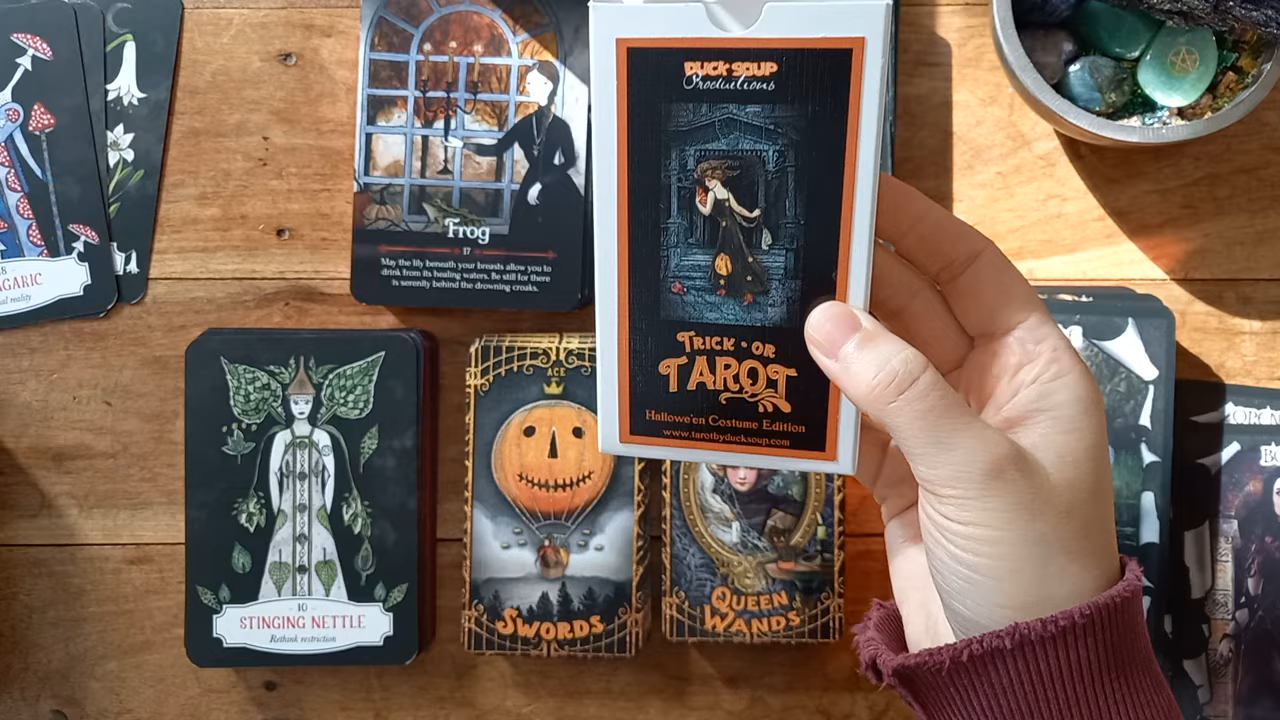 AGARIC
Frog
17
May the lily beneath your breasts allow you to
drink from its healing waters. Be still for there
is serenity behind the drowning croaks.
DUCK SOUP
Productions
TRICK • OR
TAROT
Hallowe'en Costume Edition
www.tarotbyducksoup.com
10
STINGING NETTLE
Rethink restriction
ACE
SWORDS
QUEEN
WANDS